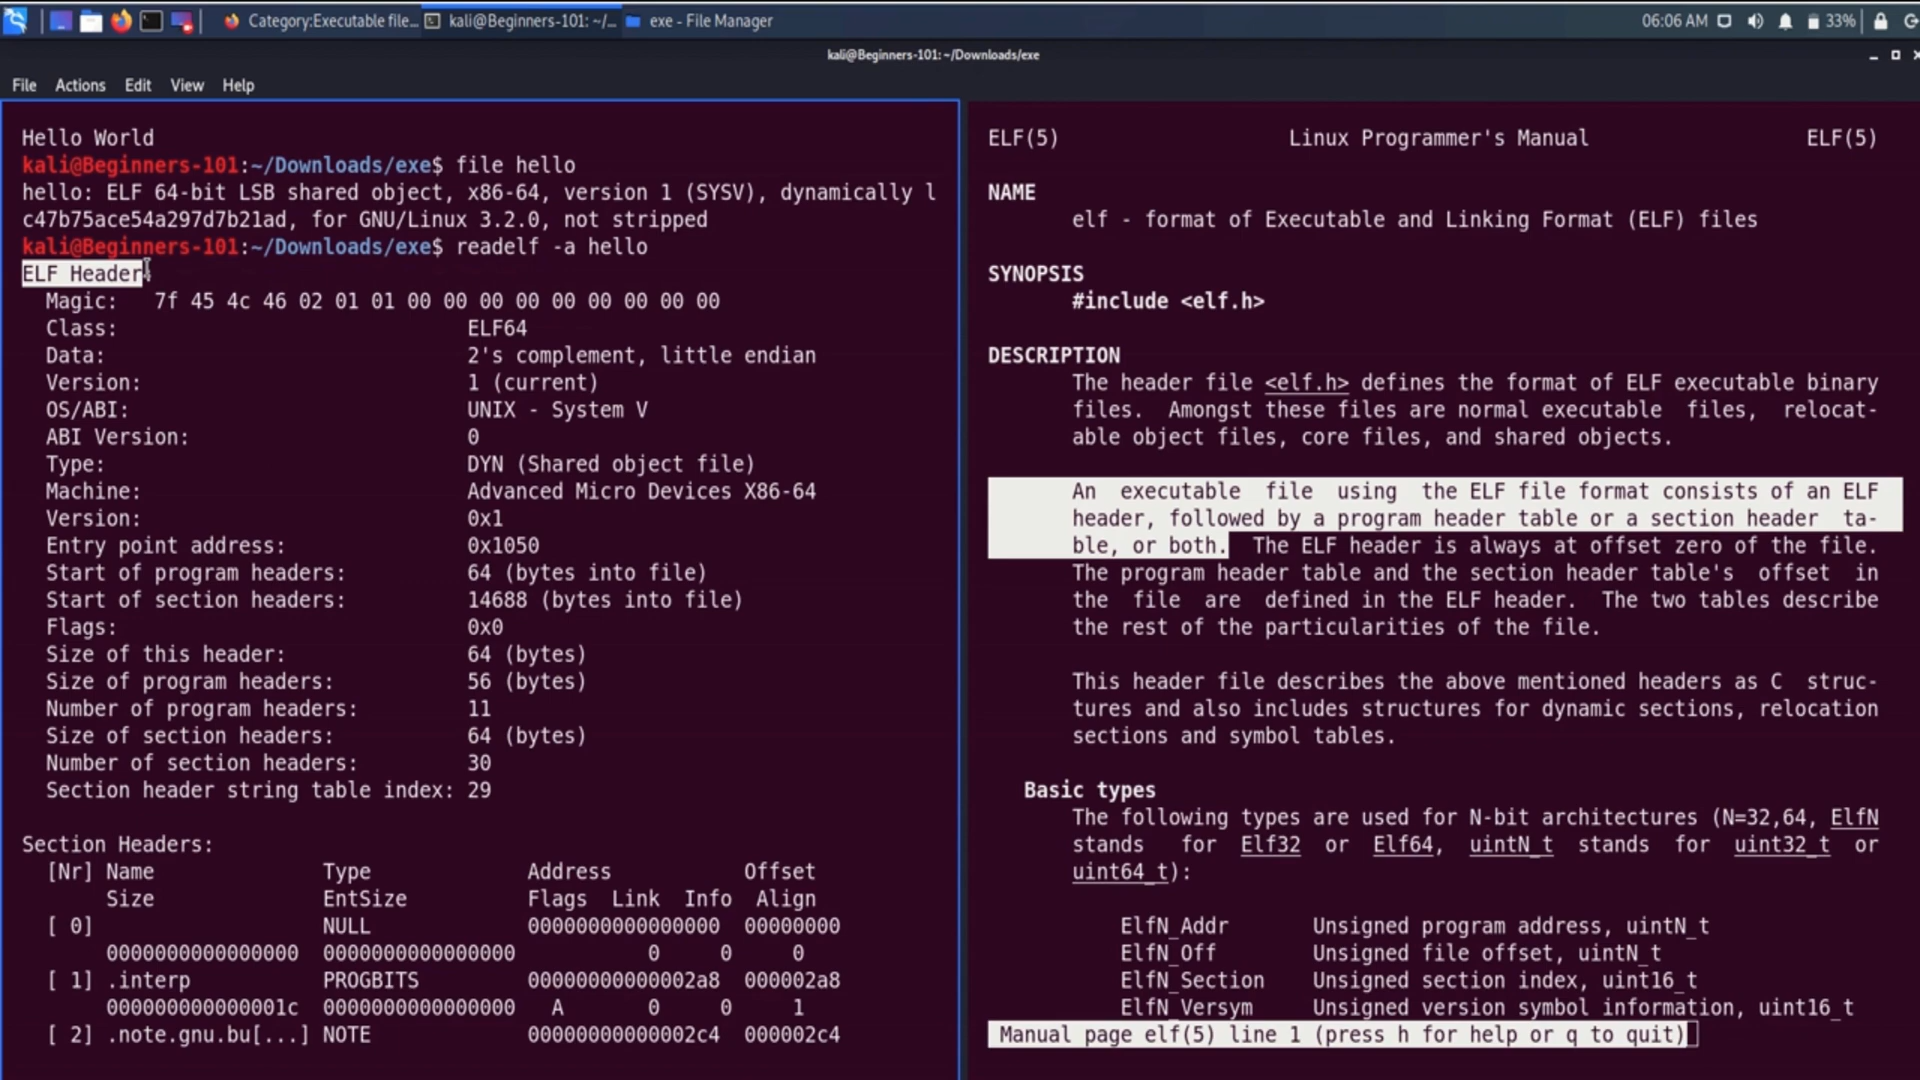 Category:Executable file...
kali@Beginners-101: ~/...
exe - File Manager
06:06 AM
33%
kali@Beginners-101: ~/Downloads/exe
File Actions Edit View Help
Hello World
kali@Beginners-101:~/Downloads/exe$ file hello
hello: ELF 64-bit LSB shared object, x86-64, version 1 (SYSV), dynamically l
c47b75ace54a297d7b21ad, for GNU/Linux 3.2.0, not stripped
kali@Beginners-101:~/Downloads/exe$ readelf -a hello
ELF Header
Magic: 7f 45 4c 46 02 01 01 00 00 00 00 00 00 00 00 00
Class: ELF64
Data: 2's complement, little endian
Version: 1 (current)
OS/ABI: UNIX - System V
ABI Version: 0
Type: DYN (Shared object file)
Machine: Advanced Micro Devices X86-64
Version: 0x1
Entry point address: 0x1050
Start of program headers: 64 (bytes into file)
Start of section headers: 14688 (bytes into file)
Flags: 0x0
Size of this header: 64 (bytes)
Size of program headers: 56 (bytes)
Number of program headers: 11
Size of section headers: 64 (bytes)
Number of section headers: 30
Section header string table index: 29
Section Headers:
[Nr] Name Type Address Offset
Size EntSize Flags Link Info Align
[ 0] NULL 0000000000000000 00000000
0000000000000000 0000000000000000 0 0 0
[ 1] .interp PROGBITS 00000000000002a8 000002a8
000000000000001c 0000000000000000 A 0 0 1
[ 2] .note.gnu.bu[...] NOTE 00000000000002c4 000002c4
ELF(5) Linux Programmer's Manual ELF(5)
NAME
elf - format of Executable and Linking Format (ELF) files
SYNOPSIS
#include <elf.h>
DESCRIPTION
The header file <elf.h> defines the format of ELF executable binary
files. Amongst these files are normal executable files, relocat-
able object files, core files, and shared objects.
An executable file using the ELF file format consists of an ELF
header, followed by a program header table or a section header ta-
ble, or both. The ELF header is always at offset zero of the file.
The program header table and the section header table's offset in
the file are defined in the ELF header. The two tables describe
the rest of the particularities of the file.
This header file describes the above mentioned headers as C struc-
tures and also includes structures for dynamic sections, relocation
sections and symbol tables.
Basic types
The following types are used for N-bit architectures (N=32,64, ElfN
stands for Elf32 or Elf64, uintN_t stands for uint32_t or
uint64_t):
ElfN_Addr Unsigned program address, uintN_t
ElfN_Off Unsigned file offset, uintN_t
ElfN_Section Unsigned section index, uint16_t
ElfN_Versym Unsigned version symbol information, uint16_t
Manual page elf(5) line 1 (press h for help or q to quit)